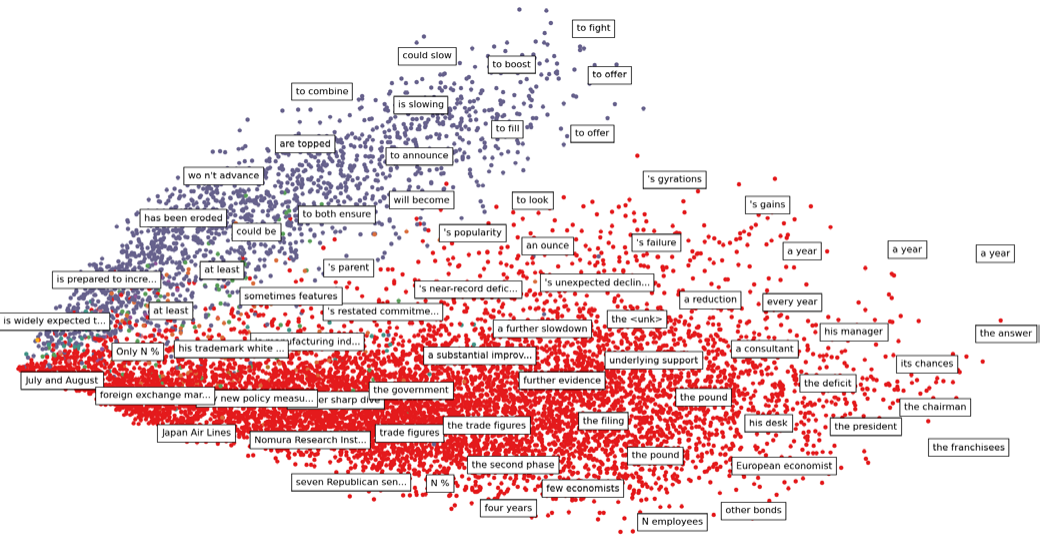 to fight
could slow
to boost
to offer
to combine
is slowing
to fill
to offer
are topped
to announce
wo n't advance
's gyrations
will become
to look
's gains
has been eroded
to both ensure
could be
's popularity
an ounce
's failure
a year
a year
a year
at least
's parent
is prepared to incre...
's near-record defic...
's unexpected declin...
sometimes features
a reduction
every year
at least
's restated commitme...
is widely expected t...
the <unk>
a further slowdown
his manager
the answer
Only N %
his trademark white ...
nufacturing ind...
a substantial improv...
underlying support
a consultant
its chances
July and August
further evidence
the deficit
foreign exchange mar...
new policy measu...
er sharp dive
the government
the pound
the chairman
Japan Air Lines
Nomura Research Inst...
trade figures
the trade figures
the filing
his desk
the president
the franchisees
the second phase
the pound
European economist
seven Republican sen...
N %
few economists
four years
N employees
other bonds